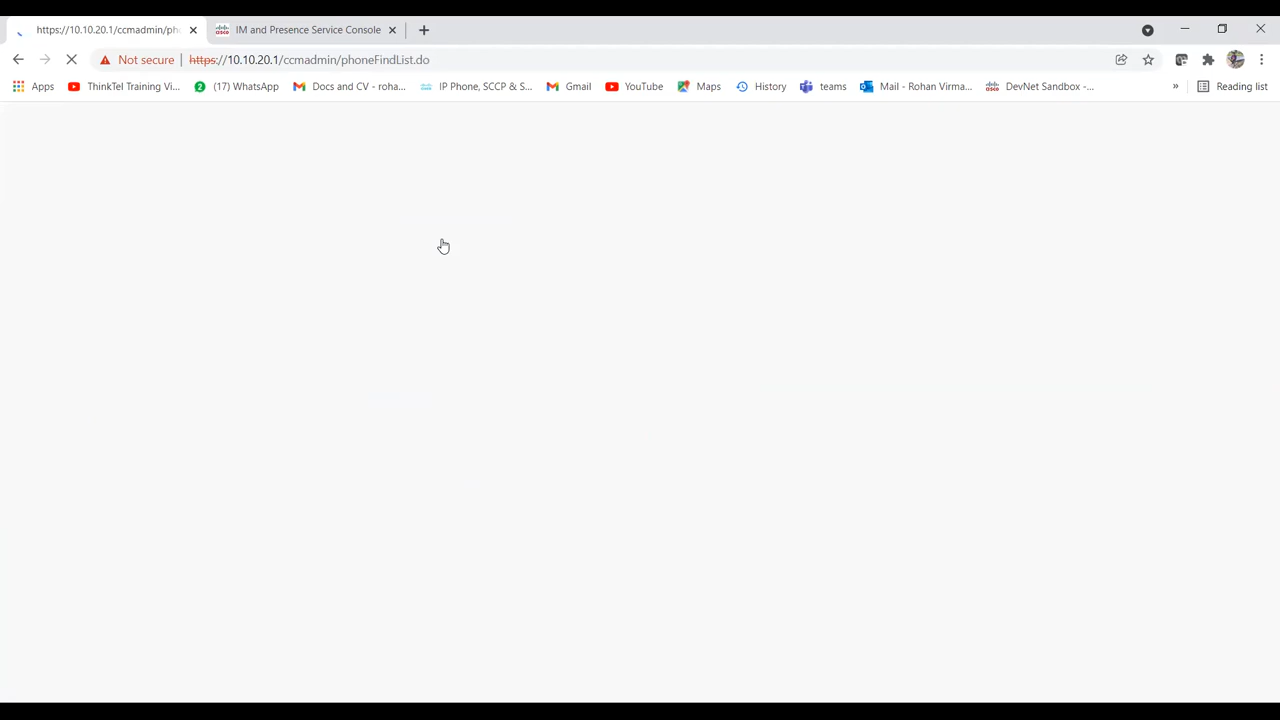 https://10.10.20.1/ccmadmin/ph
IM and Presence Service Console
Not secure
https://10.10.20.1/ccmadmin/phoneFindList.do
Apps
ThinkTel Training Vi...
2
(17) WhatsApp
Docs and CV - roha...
IP Phone, SCCP & S...
Gmail
YouTube
Maps
History
teams
Mail - Rohan Virma...
cisco
DevNet Sandbox -...
»
Reading list